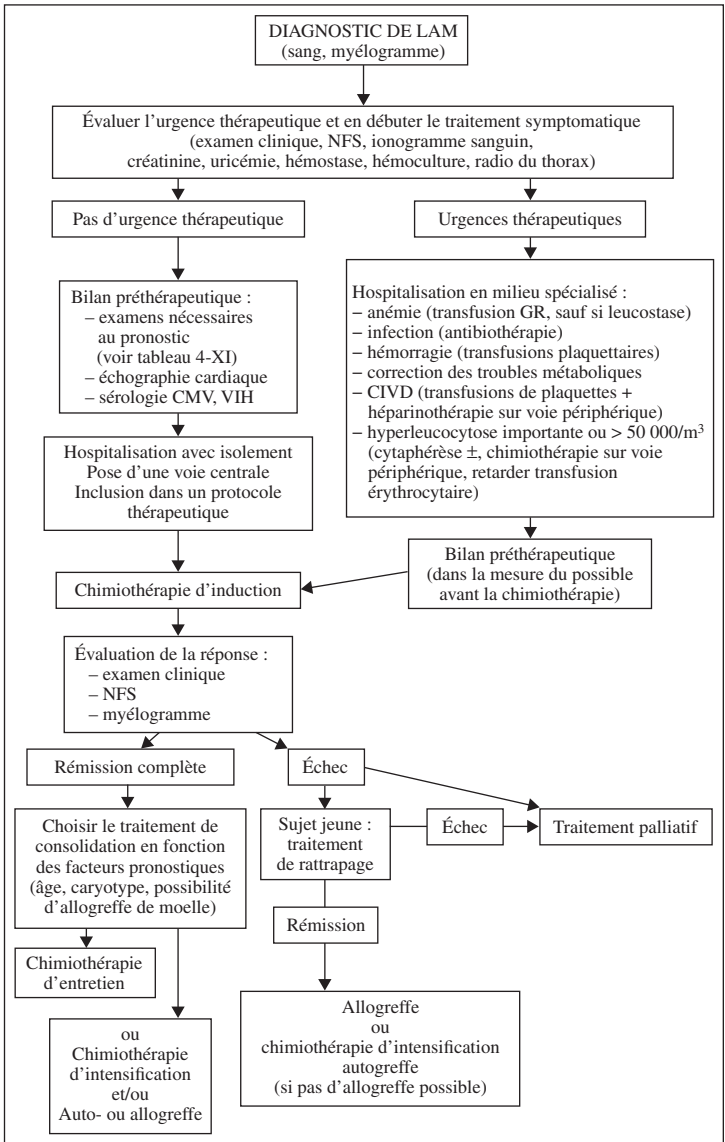 DIAGNOSTIC DE LAM
(sang, myélogramme)
Évaluer l'urgence thérapeutique et en débuter le traitement symptomatique
(examen clinique, NFS, ionogramme sanguin,
créatinine, uricémie, hémostase, hémoculture, radio du thorax)
Pas d'urgence thérapeutique
Urgences thérapeutiques
Bilan préthérapeutique :
– examens nécessaires
au pronostic
(voir tableau 4-XI)
– échographie cardiaque
– sérologie CMV, VIH
Hospitalisation en milieu spécialisé :
– anémie (transfusion GR, sauf si leucostase)
– infection (antibiothérapie)
– hémorragie (transfusions plaquettaires)
– correction des troubles métaboliques
– CIVD (transfusions de plaquettes +
héparinothérapie sur voie périphérique)
– hyperleucocytose importante ou > 50 000/m³
(cytaphérèse ±, chimiothérapie sur voie
périphérique, retarder transfusion
érythrocytaire)
Hospitalisation avec isolement
Pose d'une voie centrale
Inclusion dans un protocole
thérapeutique
Bilan préthérapeutique
(dans la mesure du possible
avant la chimiothérapie)
Chimiothérapie d'induction
Évaluation de la réponse :
– examen clinique
– NFS
– myélogramme
Rémission complète
Échec
Choisir le traitement de
consolidation en fonction
des facteurs pronostiques
(âge, caryotype, possibilité
d'allogreffe de moelle)
Sujet jeune :
traitement
de rattrapage
Échec
Traitement palliatif
Rémission
Chimiothérapie
d'entretien
Allogreffe
ou
chimiothérapie d'intensification
autogreffe
(si pas d'allogreffe possible)
ou
Chimiothérapie
d'intensification
et/ou
Auto- ou allogreffe